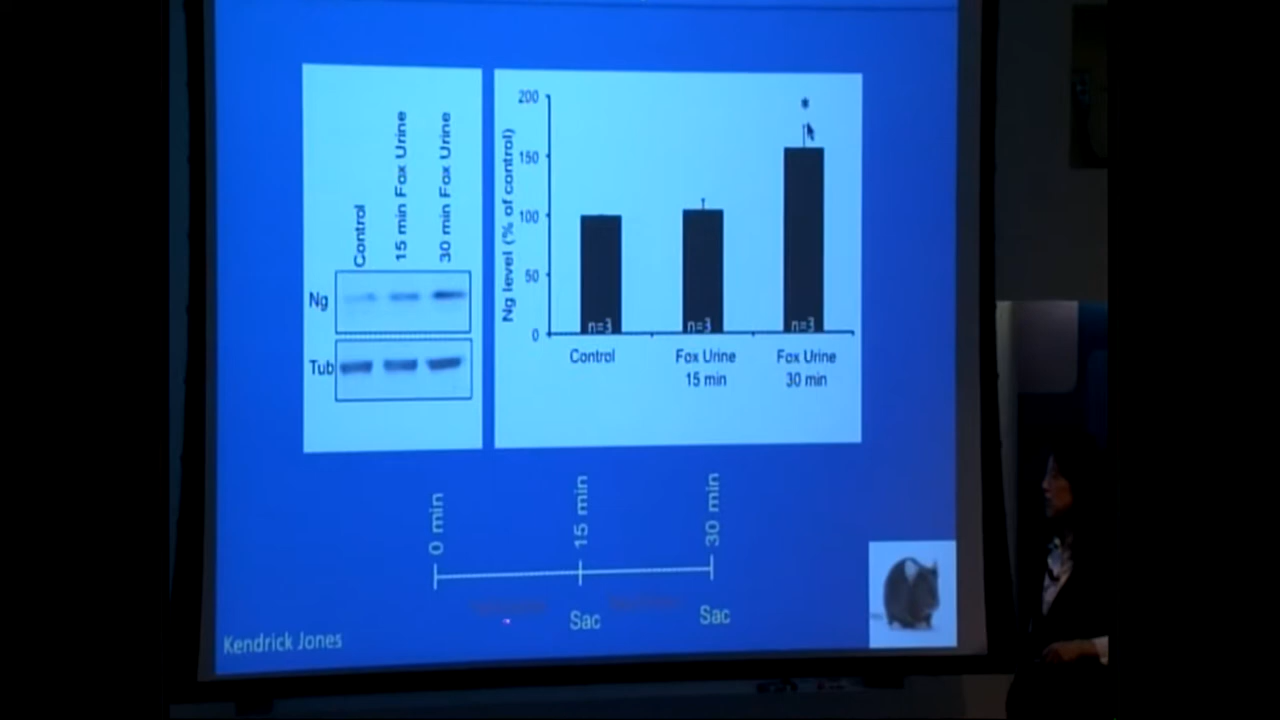 Control
15 min Fox Urine
30 min Fox Urine
Ng
Tub
Ng level (% of control)
200
*
150
100
50
0
n=3
n=3
n=3
Control
Fox Urine
15 min
Fox Urine
30 min
0 min
15 min
30 min
Sac
Sac
Kendrick Jones